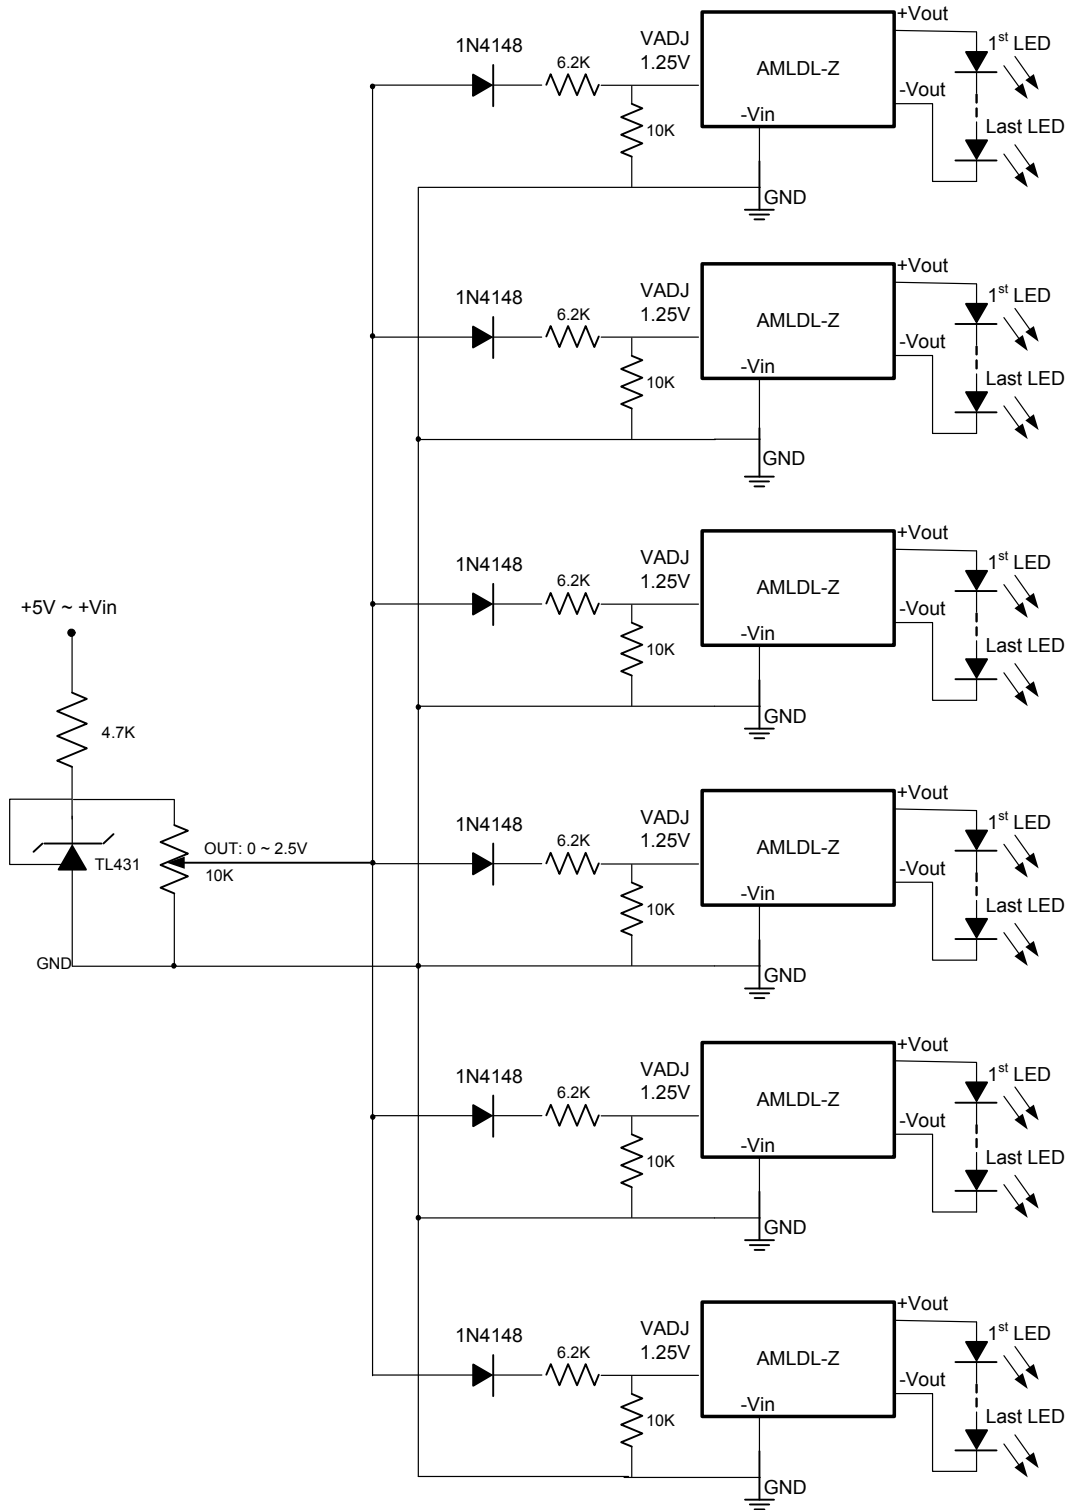 +Vout
1N4148
VADJ
1.25V
6.2K
AMLDL-Z
1st LED
-Vout
-Vin
10K
Last LED
GND
+Vout
1N4148
VADJ
1.25V
6.2K
AMLDL-Z
1st LED
-Vout
-Vin
10K
Last LED
GND
+Vout
1N4148
VADJ
1.25V
6.2K
AMLDL-Z
1st LED
-Vout
-Vin
10K
Last LED
GND
+5V ~ +Vin
4.7K
TL431
OUT: 0 ~ 2.5V
10K
GND
+Vout
1N4148
VADJ
1.25V
6.2K
AMLDL-Z
1st LED
-Vout
-Vin
10K
Last LED
GND
+Vout
1N4148
VADJ
1.25V
6.2K
AMLDL-Z
1st LED
-Vout
-Vin
10K
Last LED
GND
+Vout
1N4148
VADJ
1.25V
6.2K
AMLDL-Z
1st LED
-Vout
-Vin
10K
Last LED
GND